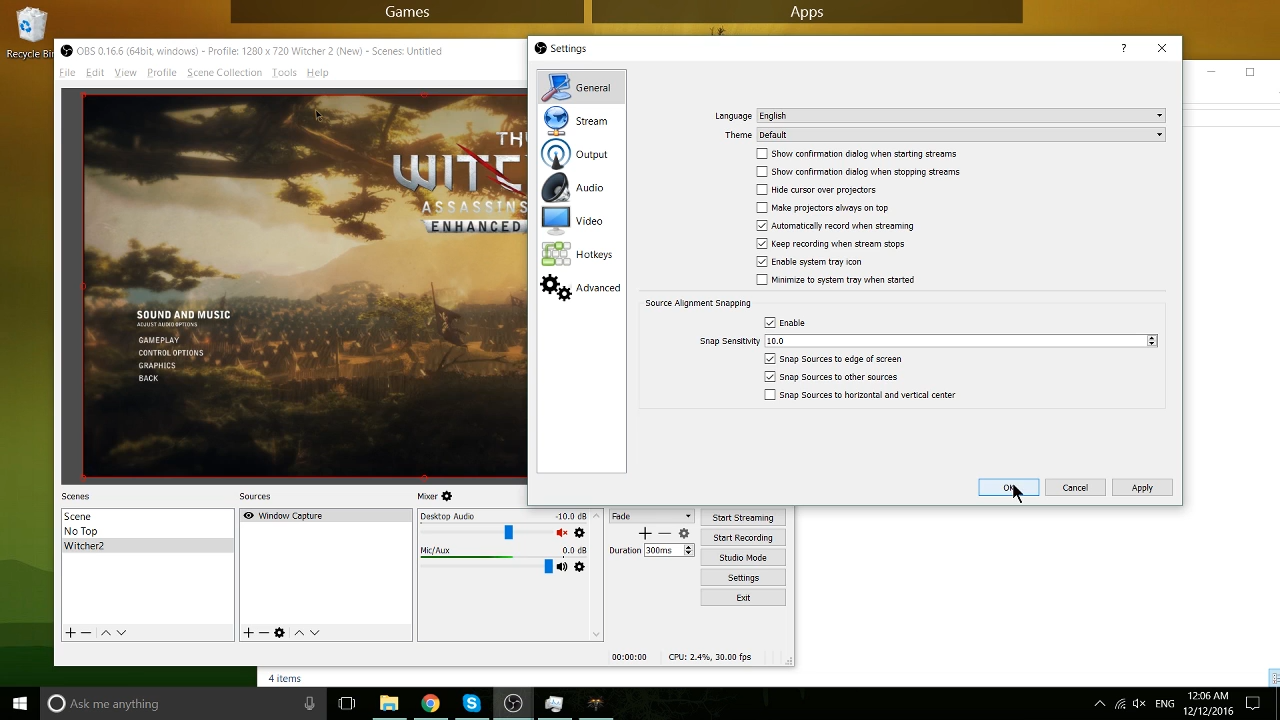 Games
Apps
Recycle Bin
OBS 0.16.6 (64bit, windows) - Profile: 1280 x 720 Witcher 2 (New) - Scenes: Untitled
File Edit View Profile Scene Collection Tools Help
WITC
ASSASSINS
ENHANCED
SOUND AND MUSIC
ADJUST AUDIO OPTIONS
GAMEPLAY
CONTROL OPTIONS
GRAPHICS
BACK
Settings
General
Stream
Output
Audio
Video
Hotkeys
Advanced
Language English
Theme Default
Show confirmation dialog when starting streams
Show confirmation dialog when stopping streams
Hide cursor over projectors
Make projectors always on top
Automatically record when streaming
Keep recording when stream stops
Enable system tray icon
Minimize to system tray when started
Source Alignment Snapping
Enable
Snap Sensitivity 10.0
Snap Sources to edge of screen
Snap Sources to other sources
Snap Sources to horizontal and vertical center
OK Cancel Apply
Scenes
Scene
No Top
Witcher2
Sources
Window Capture
Mixer
Desktop Audio -10.0 dB
Mic/Aux 0.0 dB
Fade
Duration 300ms
Start Streaming
Start Recording
Studio Mode
Settings
Exit
00:00:00 CPU: 2.4%, 30.00 fps
4 items
Ask me anything
ENG
12:06 AM
12/12/2016